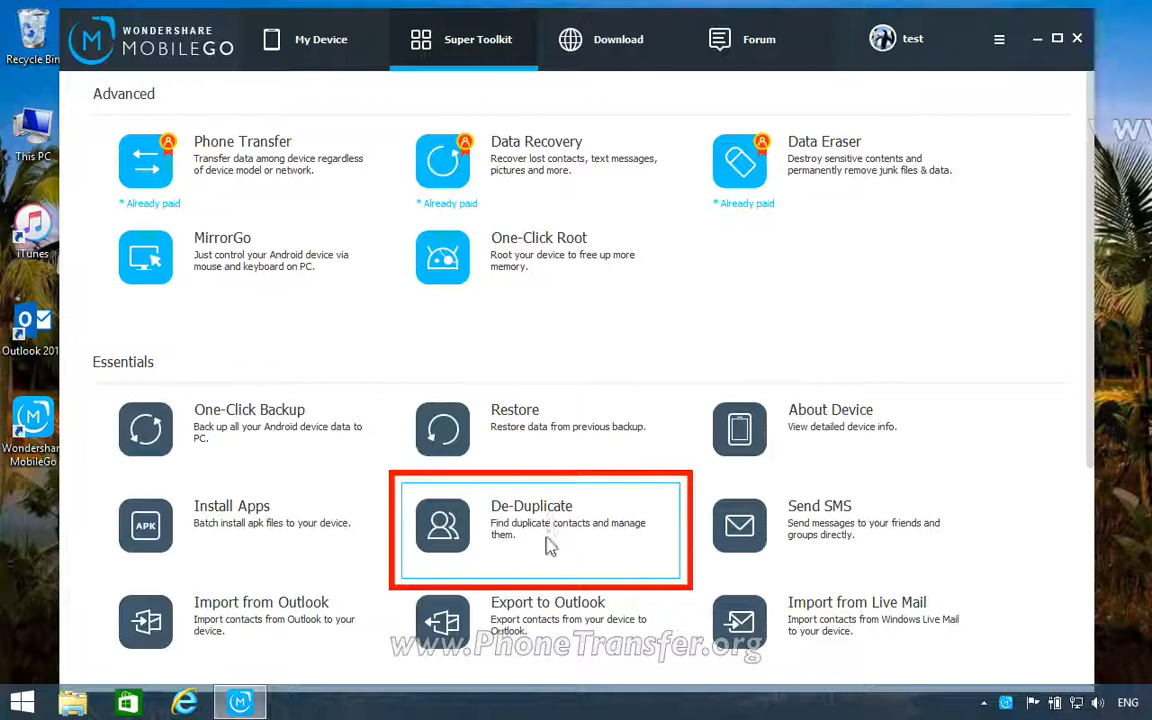 WONDERSHARE
MOBILEGO
My Device
Super Toolkit
Download
Forum
test
Recycle Bin
This PC
iTunes
Outlook 201
Wondershar
MobileGo
Advanced
Phone Transfer
Transfer data among device regardless
of device model or network.
* Already paid
Data Recovery
Recover lost contacts, text messages,
pictures and more.
* Already paid
Data Eraser
Destroy sensitive contents and
permanently remove junk files & data.
* Already paid
MirrorGo
Just control your Android device via
mouse and keyboard on PC.
One-Click Root
Root your device to free up more
memory.
Essentials
One-Click Backup
Back up all your Android device data to
PC.
Restore
Restore data from previous backup.
About Device
View detailed device info.
APK
Install Apps
Batch install apk files to your device.
De-Duplicate
Find duplicate contacts and manage
them.
Send SMS
Send messages to your friends and
groups directly.
Import from Outlook
Import contacts from Outlook to your
device.
Export to Outlook
Export contacts from your device to
Outlook.
Import from Live Mail
Import contacts from Windows Live Mail
to your device.
www.PhoneTransfer.org
ENG